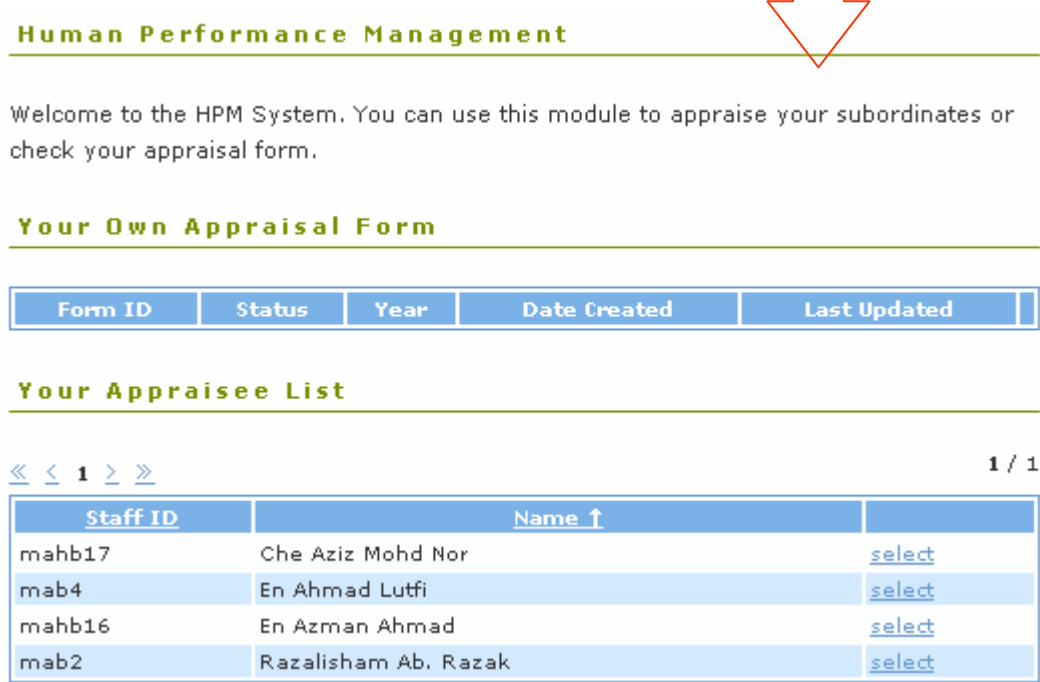 Human Performance Management
Welcome to the HPM System. You can use this module to appraise your subordinates or
check your appraisal form.
Your Own Appraisal Form
Form ID Status Year Date Created Last Updated
Your Appraisee List
≪ < 1 > ≫ 1 / 1
Staff ID Name ↑
mahb17 Che Aziz Mohd Nor select
mab4 En Ahmad Lutfi select
mahb16 En Azman Ahmad select
mab2 Razalisham Ab. Razak select